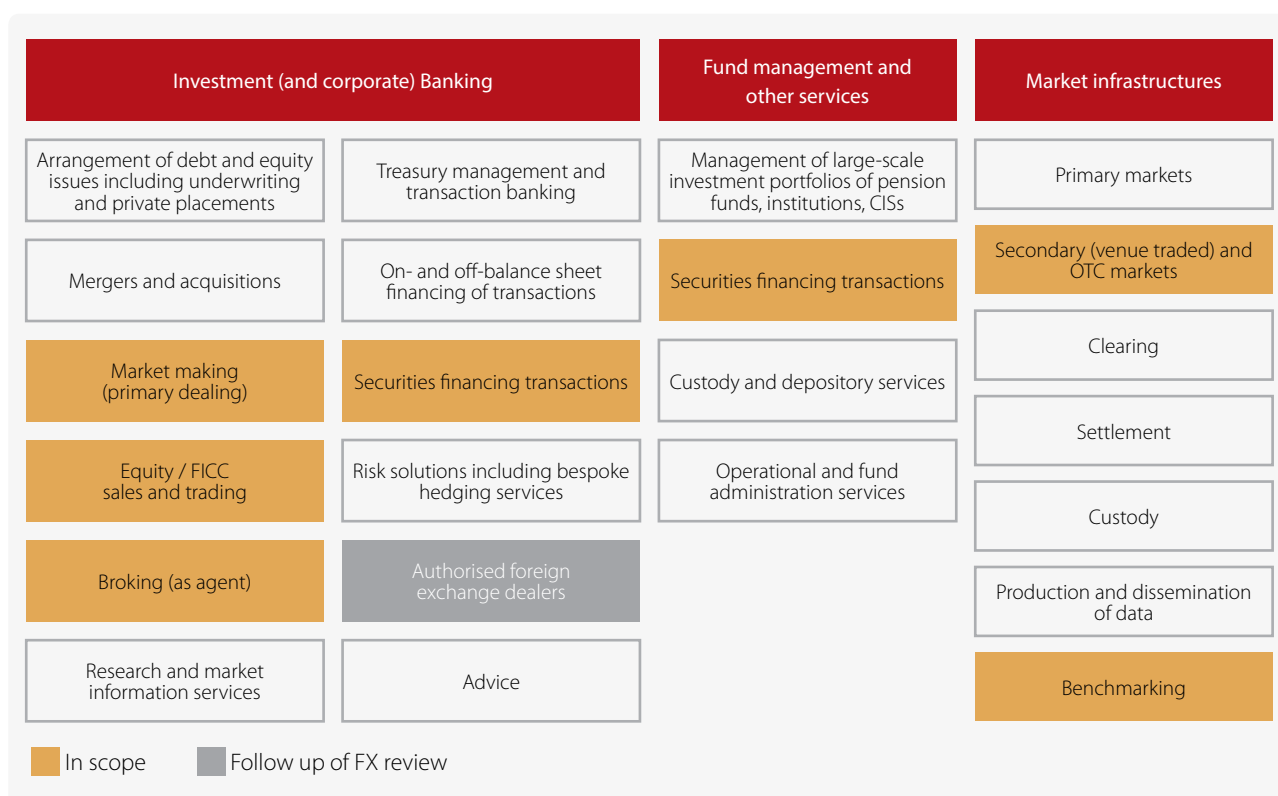 Investment (and corporate) Banking
Fund management and
other services
Market infrastructures
Arrangement of debt and equity
issues including underwriting
and private placements
Treasury management and
transaction banking
Management of large-scale
investment portfolios of pension
funds, institutions, CISs
Primary markets
Mergers and acquisitions
On- and off-balance sheet
financing of transactions
Securities financing transactions
Secondary (venue traded) and
OTC markets
Market making
(primary dealing)
Securities financing transactions
Custody and depository services
Clearing
Equity / FICC
sales and trading
Risk solutions including bespoke
hedging services
Operational and fund
administration services
Settlement
Custody
Broking (as agent)
Authorised foreign
exchange dealers
Production and dissemination
of data
Research and market
information services
Advice
Benchmarking
In scope
Follow up of FX review